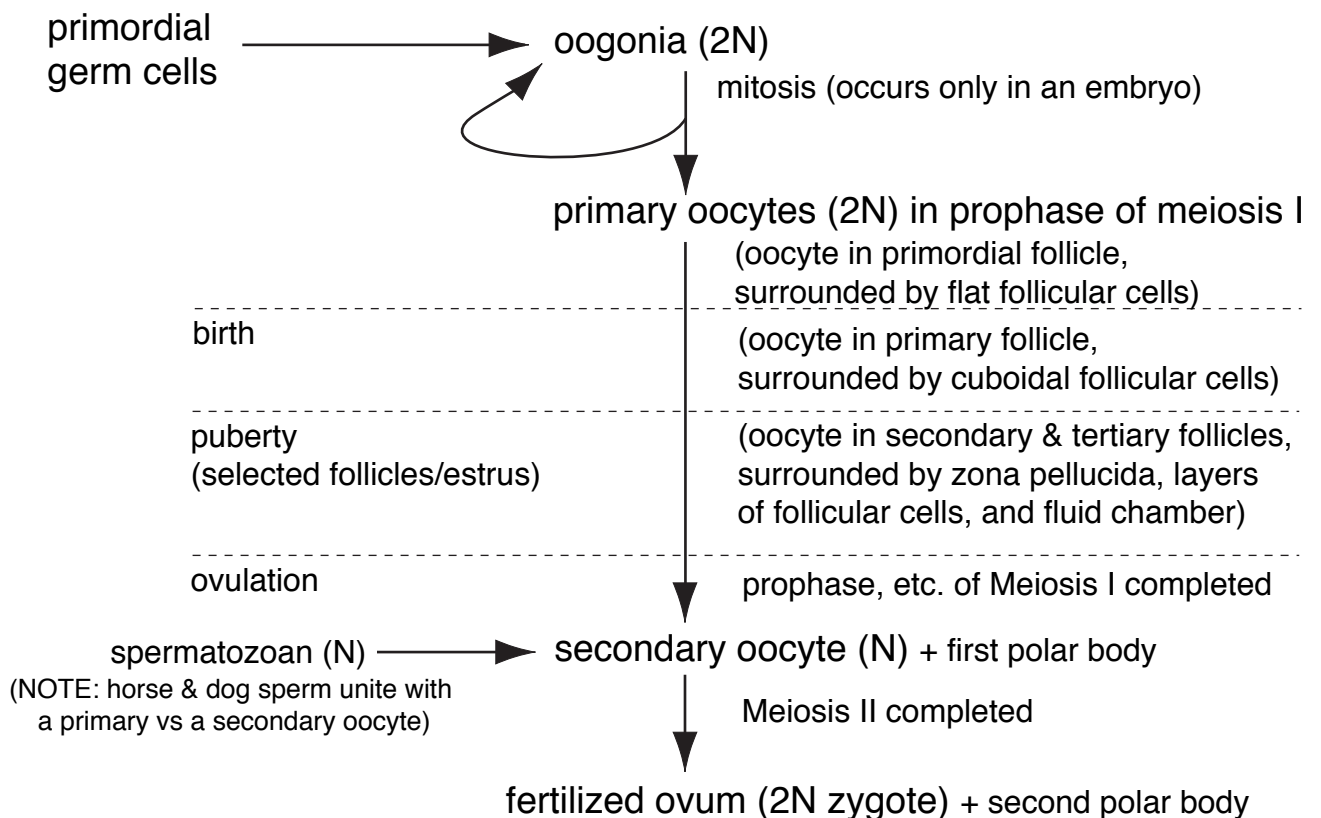 primordial
germ cells
oogonia (2N)
mitosis (occurs only in an embryo)
primary oocytes (2N) in prophase of meiosis I
(oocyte in primordial follicle,
surrounded by flat follicular cells)
birth
(oocyte in primary follicle,
surrounded by cuboidal follicular cells)
puberty
(selected follicles/estrus)
(oocyte in secondary & tertiary follicles,
surrounded by zona pellucida, layers
of follicular cells, and fluid chamber)
ovulation
prophase, etc. of Meiosis I completed
spermatozoan (N)
(NOTE: horse & dog sperm unite with
a primary vs a secondary oocyte)
secondary oocyte (N) + first polar body
Meiosis II completed
fertilized ovum (2N zygote) + second polar body